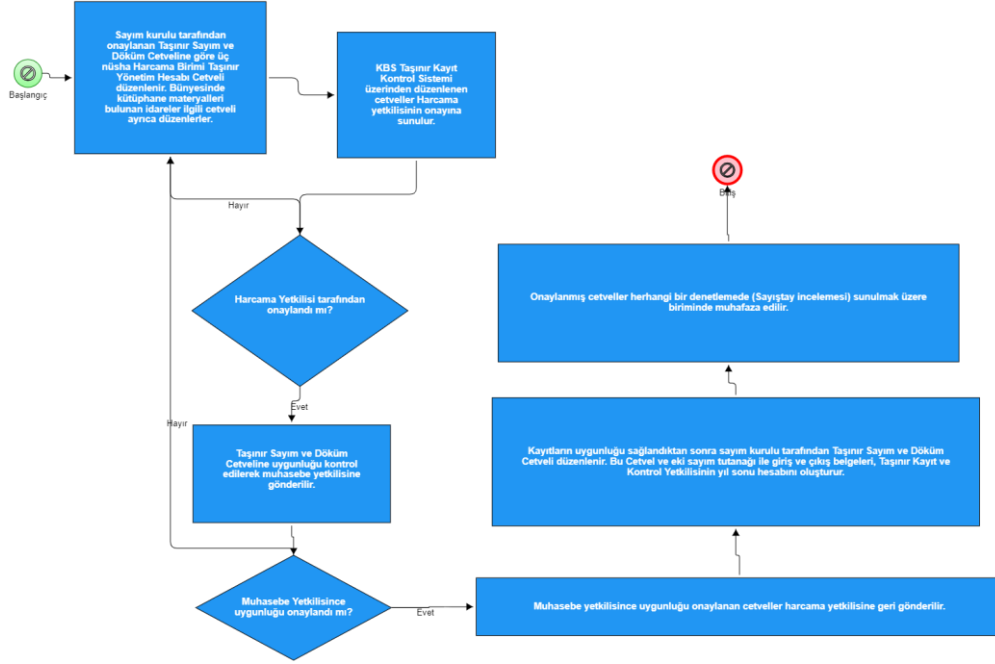 Başlangıç
Sayım kurulu tarafından
onaylanan Taşınır Sayım ve
Döküm Cetveline göre üç
nüsha Harcama Birimi Taşınır
Yönetim Hesabı Cetveli
düzenlenir. Bünyesinde
kütüphane materyalleri
bulunan idareler ilgili cetveli
ayrıca düzenlerler.
KBS Taşınır Kayıt
Kontrol Sistemi
üzerinden düzenlenen
cetveller Harcama
yetkilisinin onayına
sunulur.
Hayır
Harcama Yetkilisi tarafından
onaylandı mı?
Evet
Hayır
Taşınır Sayım ve Döküm
Cetveline uygunluğu kontrol
edilerek muhasebe yetkilisine
gönderilir.
Muhasebe Yetkilisince
uygunluğu onaylandı mı?
Evet
Muhasebe yetkilisince uygunluğu onaylanan cetveller harcama yetkilisine geri gönderilir.
Kayıtların uygunluğu sağlandıktan sonra sayım kurulu tarafından Taşınır Sayım ve Döküm
Cetveli düzenlenir. Bu Cetvel ve eki sayım tutanağı ile giriş ve çıkış belgeleri, Taşınır Kayıt ve
Kontrol Yetkilisinin yıl sonu hesabını oluşturur.
Onaylanmış cetveller herhangi bir denetlemede (Sayıştay incelemesi) sunulmak üzere
biriminde muhafaza edilir.